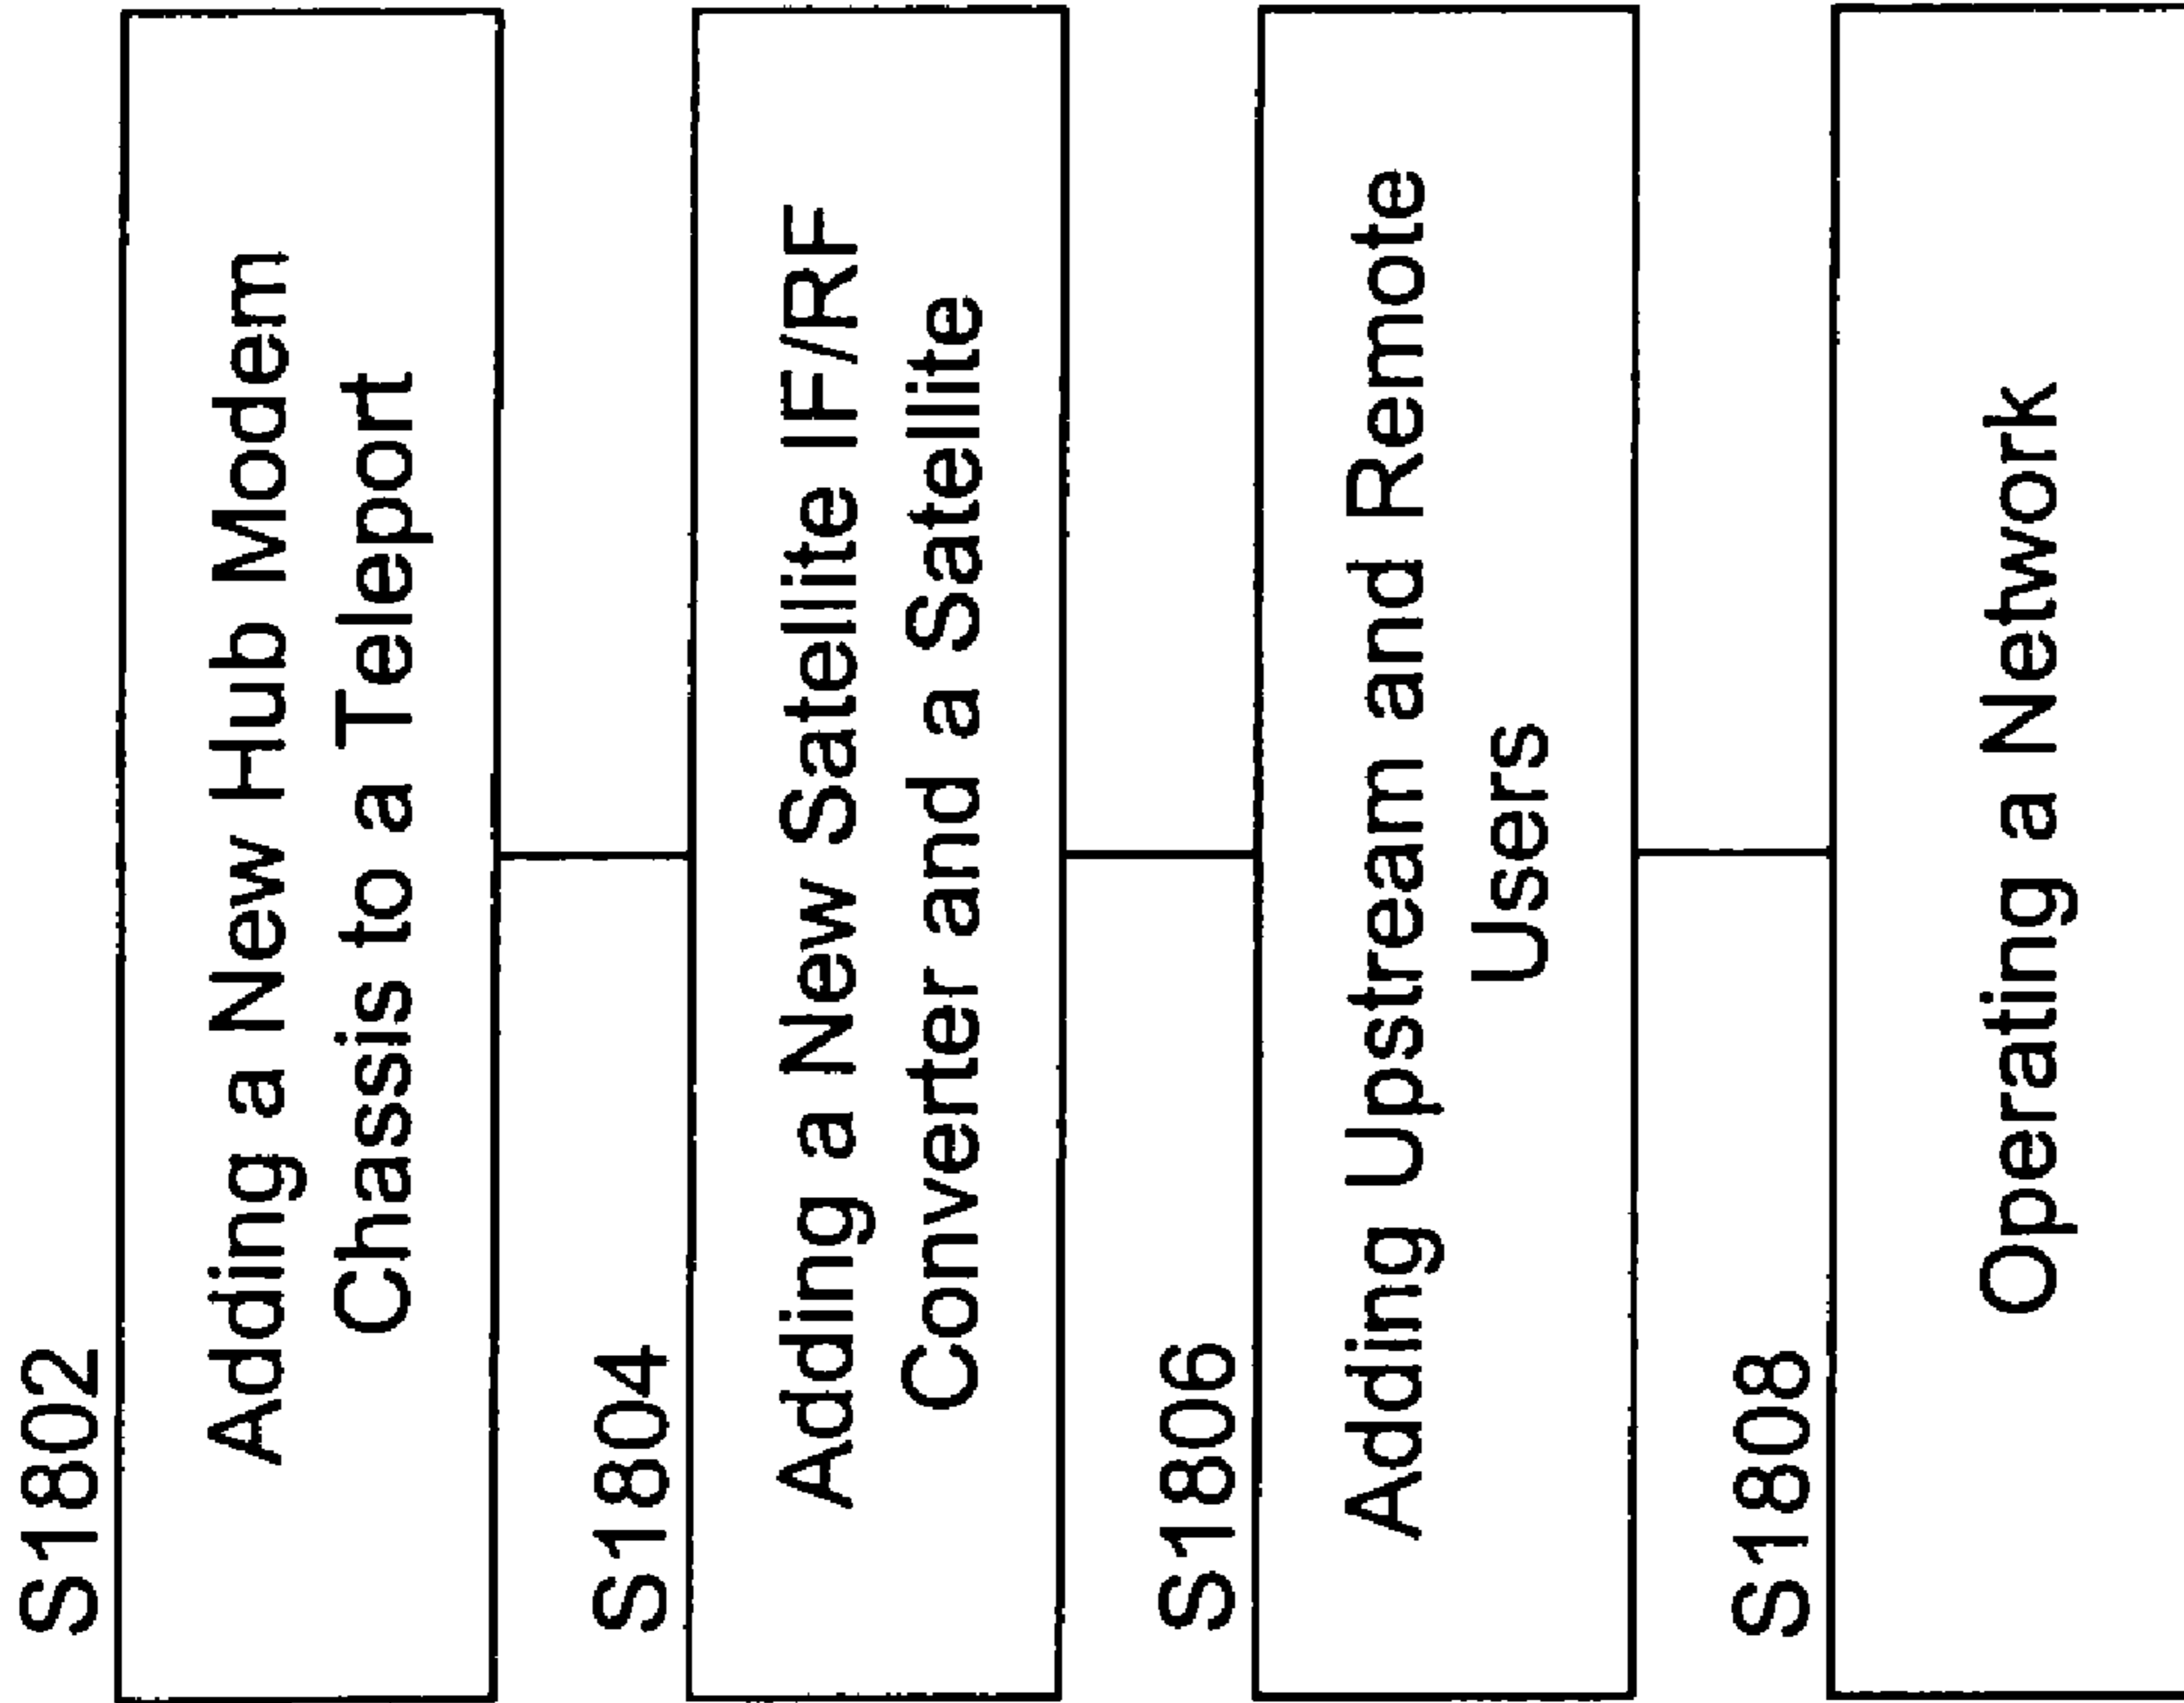 S1802
Adding a New Hub Modem
Chassis to a Teleport
S1804
Adding a New Satellite IF/RF
Converter and a Satellite
S1806
Adding Upstream and Remote
Users
S1808
Operating a Network